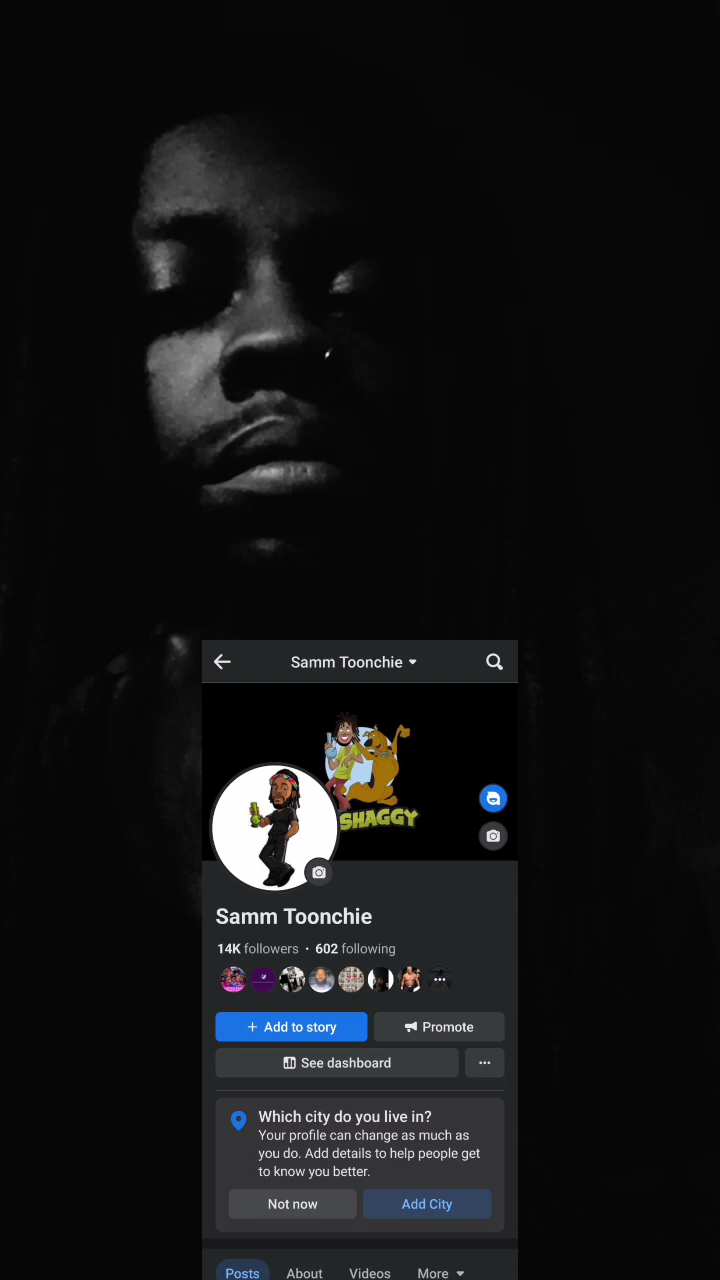 Samm Toonchie
SHAGGY
Samm Toonchie
14K followers • 602 following
+ Add to story
Promote
See dashboard
Which city do you live in?
Your profile can change as much as
you do. Add details to help people get
to know you better.
Not now
Add City
Posts
About
Videos
More